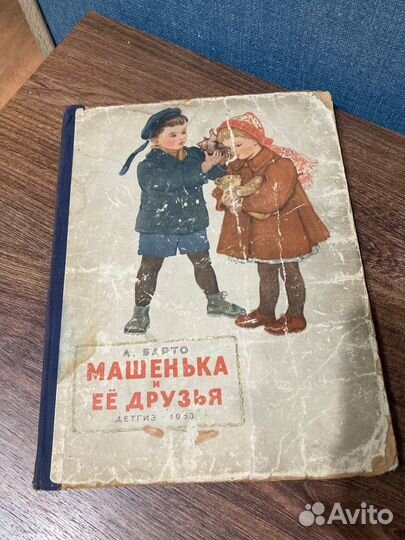 А. БАРТО
МАШЕНЬКА
И
ЕЁ ДРУЗЬЯ
ДЕТГИЗ - 1953
Avito